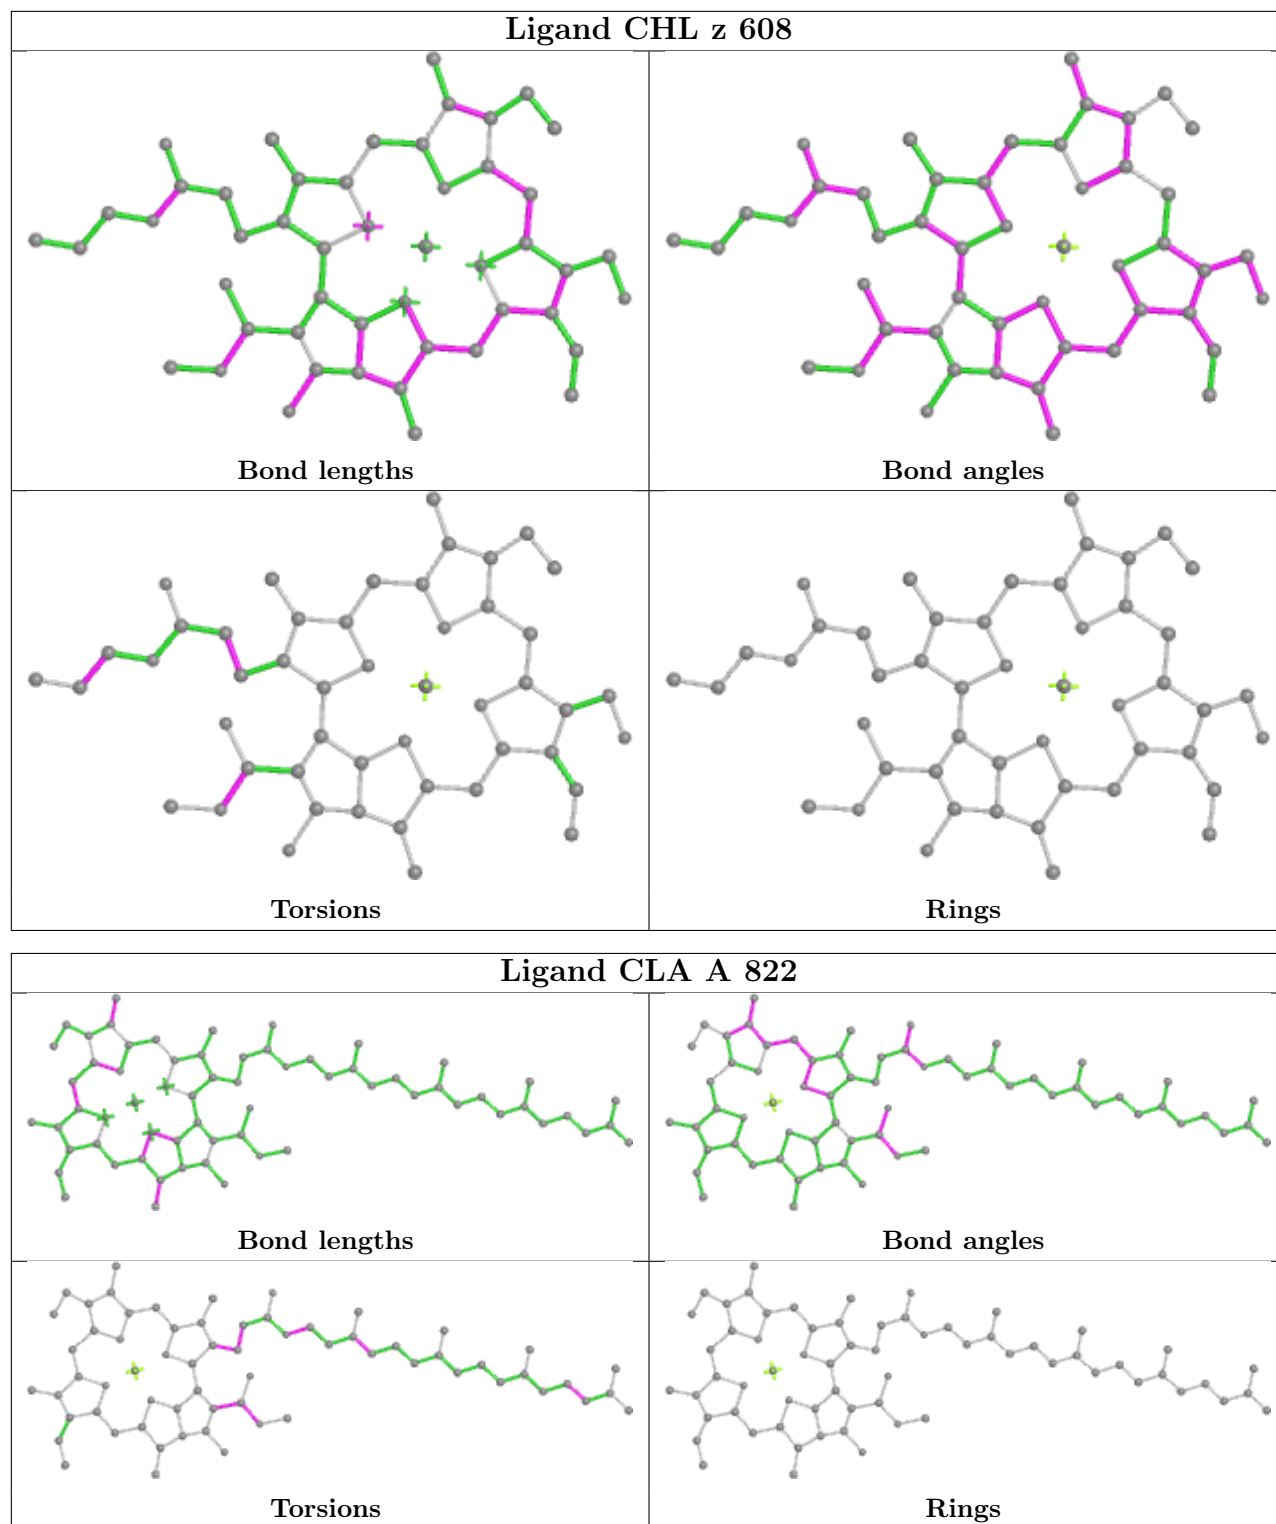 Ligand CHL z 608
Bond lengths
Bond angles
Torsions
Rings
Ligand CLA A 822
Bond lengths
Bond angles
Torsions
Rings